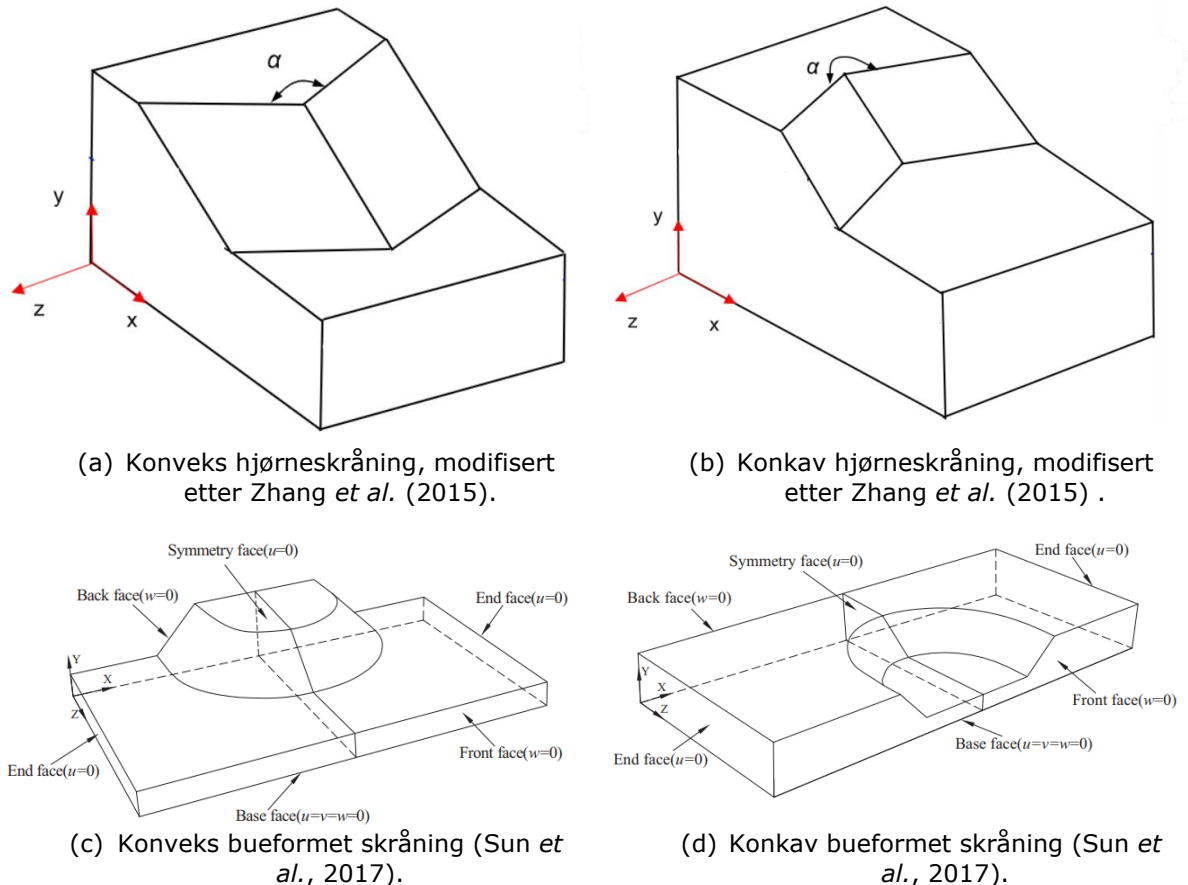 α
y
z
x
(a) Konveks hjørneskråning, modifisert
etter Zhang et al. (2015).
α
y
z
x
(b) Konkav hjørneskråning, modifisert
etter Zhang et al. (2015) .
Symmetry face(u=0)
Back face(w=0)
End face(u=0)
Y
X
Z
End face(u=0)
Front face(w=0)
Base face(u=v=w=0)
(c) Konveks bueformet skråning (Sun et
al., 2017).
End face(u=0)
Symmetry face(u=0)
Back face(w=0)
Y
X
Z
Front face(w=0)
End face(u=0)
Base face(u=v=w=0)
(d) Konkav bueformet skråning (Sun et
al., 2017).